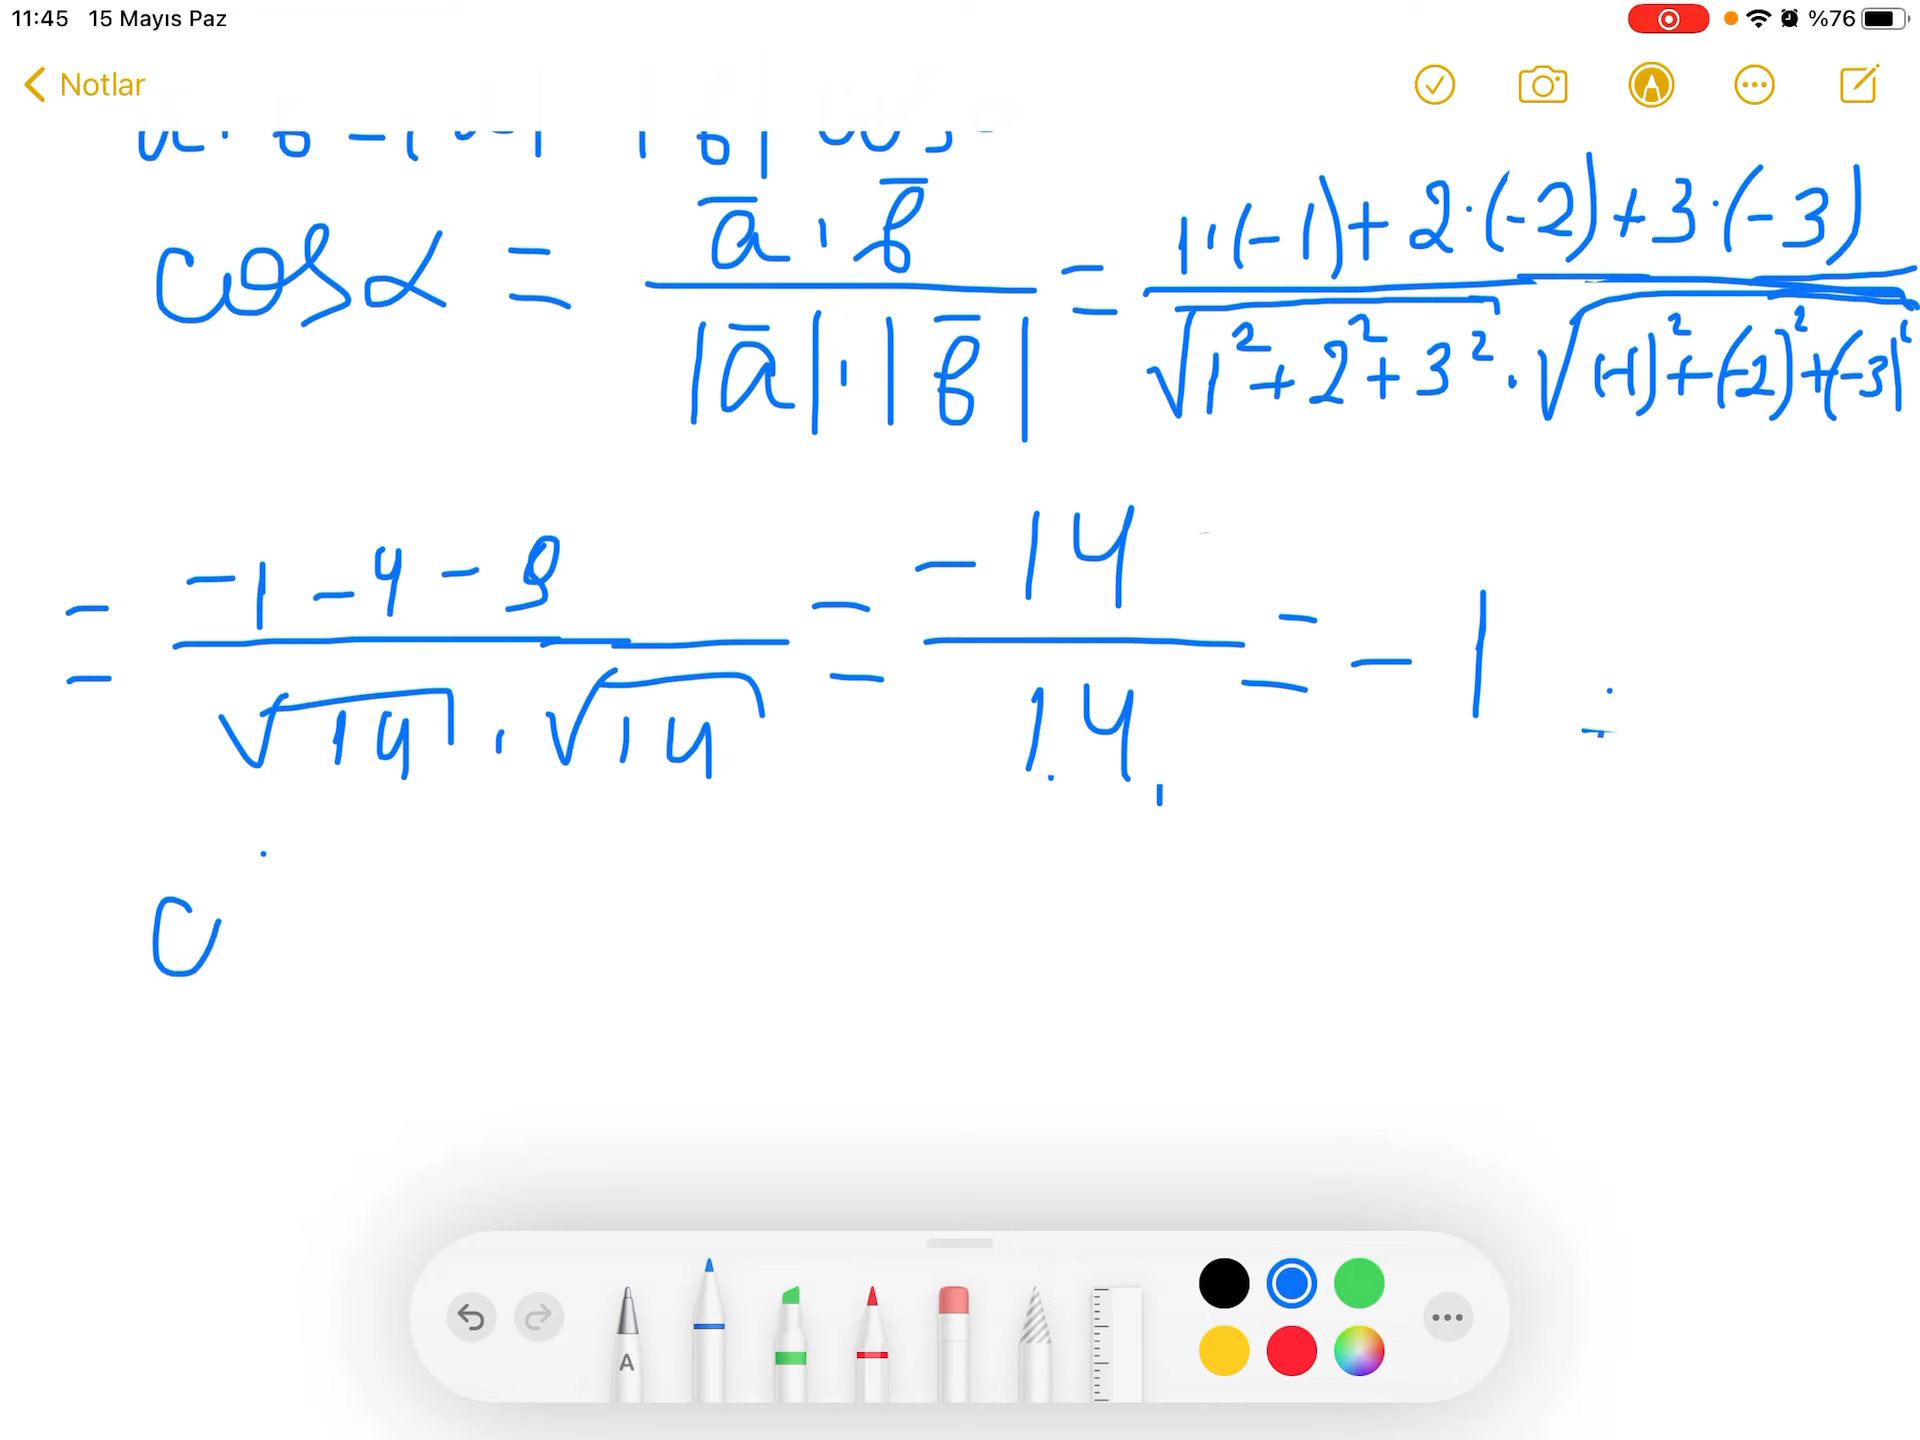 11:45 15 Mayıs Paz %76
Notlar
cosα = a̅ · b̅ / |a̅| · |b̅| = 1·(-1)+2·(-2)+3·(-3) / √1²+2²+3² · √(-1)²+(-2)²+(-3)²
= -1-4-9 / √14 · √14 = -14 / 14 = -1
A